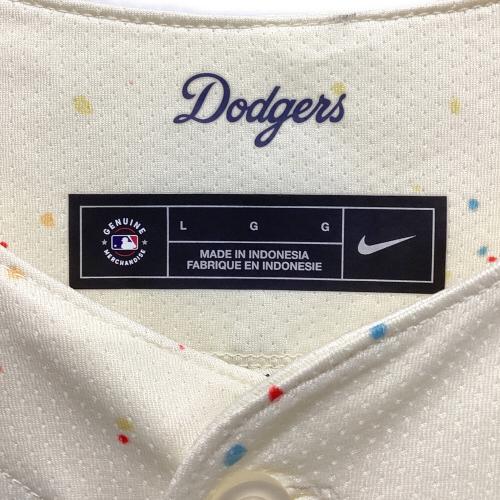 Dodgers
GENUINE
MERCHANDISE
L G G
MADE IN INDONESIA
FABRIQUE EN INDONESIE